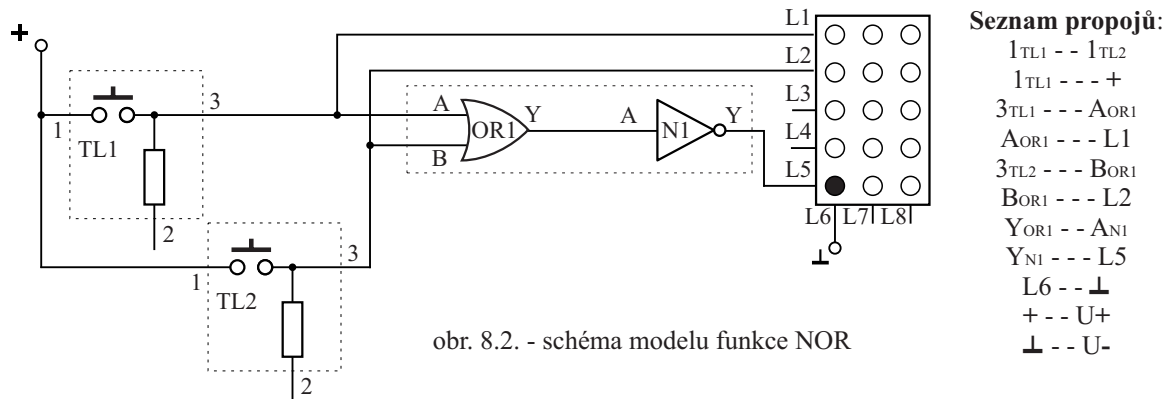 +
1
TL1
3
2
1
TL2
3
2
A
B
OR1
Y
A
N1
Y
L1
L2
L3
L4
L5
L6
L7
L8
obr. 8.2. - schéma modelu funkce NOR
Seznam propojů:
1TL1 - - 1TL2
1TL1 - - - +
3TL1 - - - AOR1
AOR1 - - - L1
3TL2 - - - BOR1
BOR1 - - - L2
YOR1 - - AN1
YN1 - - - L5
L6 - - ⊥
+ - - U+
⊥ - - U-